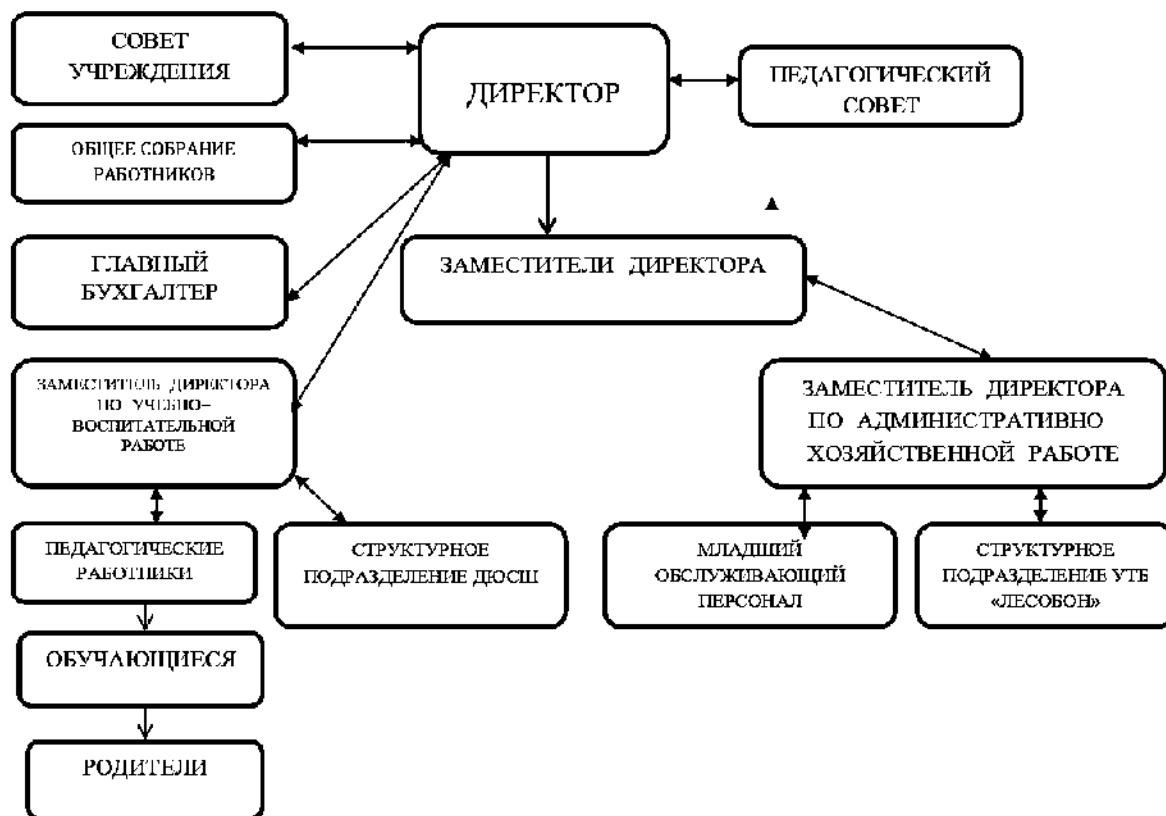 СОВЕТ
УЧРЕЖДЕНИЯ
ДИРЕКТОР
ПЕДАГОГИЧЕСКИЙ
СОВЕТ
ОБЩЕЕ СОБРАНИЕ
РАБОТНИКОВ
ГЛАВНЫЙ
БУХГАЛТЕР
ЗАМЕСТИТЕЛИ ДИРЕКТОРА
ЗАМЕСТИТЕЛЬ ДИРЕКТОРА
ПО УЧЕБНО–
ВОСПИТАТЕЛЬНОЙ
РАБОТЕ
ЗАМЕСТИТЕЛЬ ДИРЕКТОРА
ПО АДМИНИСТРАТИВНО
ХОЗЯЙСТВЕННОЙ РАБОТЕ
ПЕДАГОГИЧЕСКИЕ
РАБОТНИКИ
СТРУКТУРНОЕ
ПОДРАЗДЕЛЕНИЕ ДЮСШ
МЛАДШИЙ
ОБСЛУЖИВАЮЩИЙ
ПЕРСОНАЛ
СТРУКТУРНОЕ
ПОДРАЗДЕЛЕНИЕ УТБ
«ЛЕСОБОН»
ОБУЧАЮЩИЕСЯ
РОДИТЕЛИ